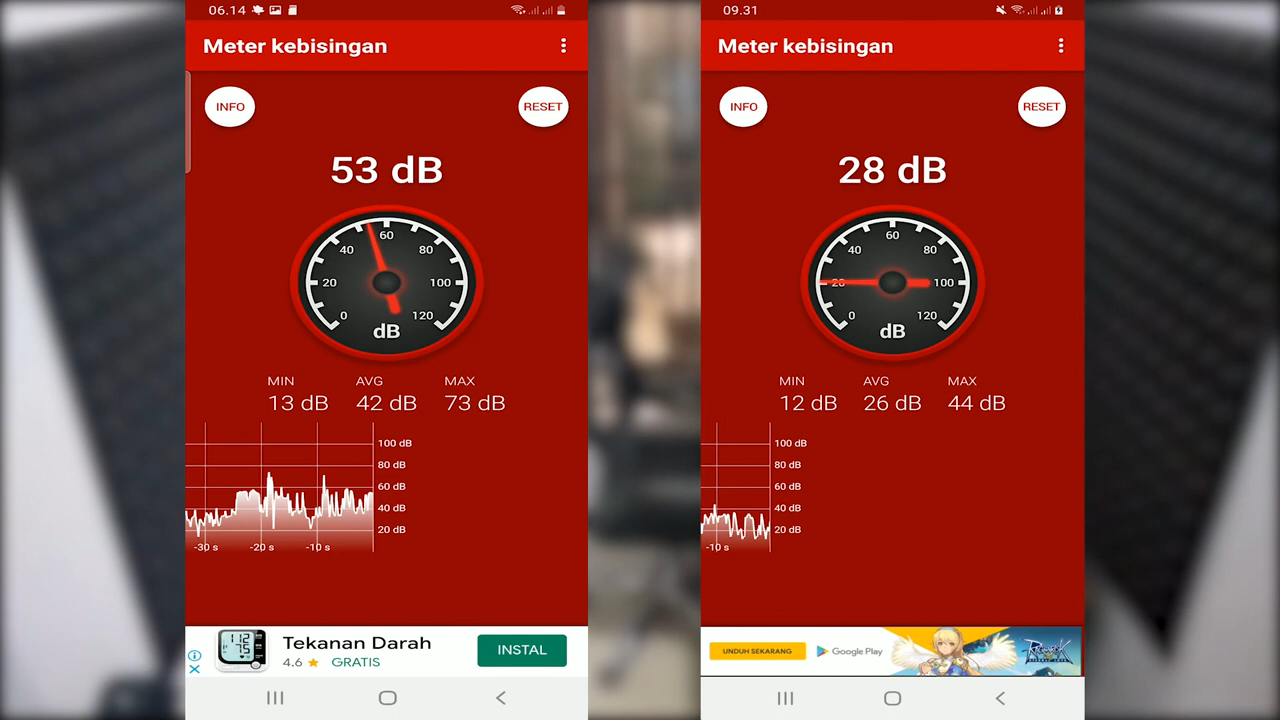 06.14
Meter kebisingan
INFO
RESET
53 dB
0
20
40
60
80
100
120
dB
MIN
AVG
MAX
13 dB
42 dB
73 dB
100 dB
80 dB
60 dB
40 dB
20 dB
-30 s
-20 s
-10 s
Tekanan Darah
4.6 ★ GRATIS
INSTAL
09.31
Meter kebisingan
INFO
RESET
28 dB
0
20
40
60
80
100
120
dB
MIN
AVG
MAX
12 dB
26 dB
44 dB
100 dB
80 dB
60 dB
40 dB
20 dB
-10 s
UNDUH SEKARANG
Google Play